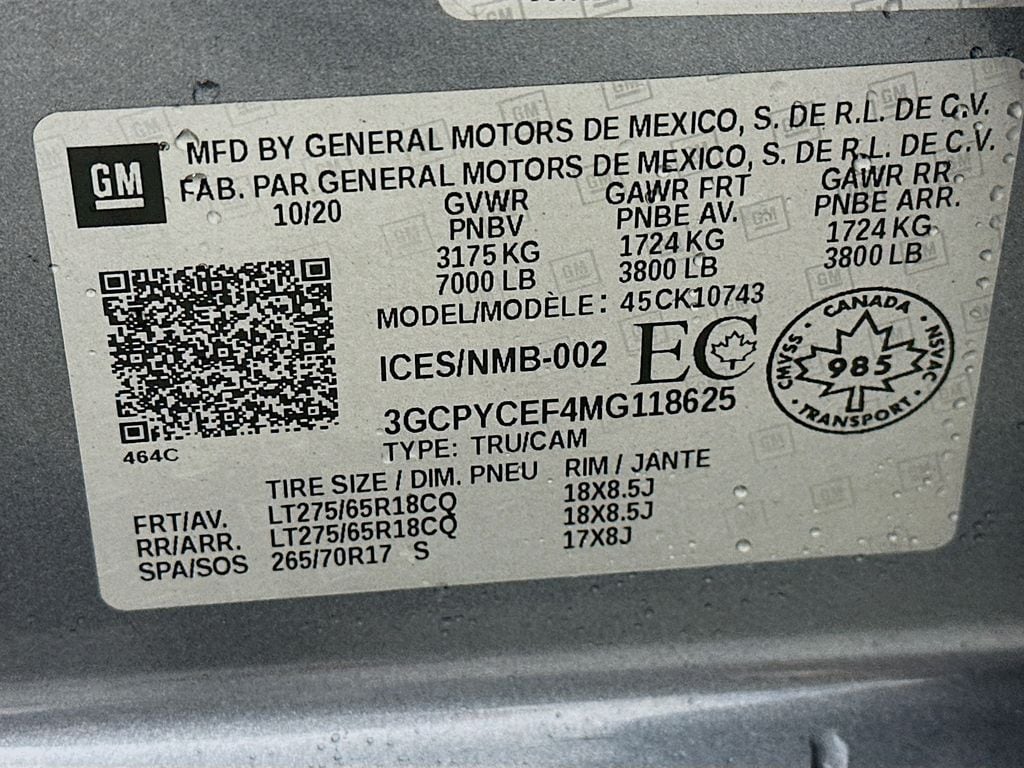 GM
MFD BY GENERAL MOTORS DE MEXICO, S. DE R.L. DE C.V.
FAB. PAR GENERAL MOTORS DE MEXICO, S. DE R.L. DE C.V.
10/20 GVWR GAWR FRT GAWR RR.
PNBV PNBE AV. PNBE ARR.
3175 KG 1724 KG 1724 KG
7000 LB 3800 LB 3800 LB
MODEL/MODÈLE: 45CK10743
ICES/NMB-002 EC
CANADA
CMVSS 985 NSVAC
TRANSPORT
3GCPYCEF4MG118625
464C
TYPE: TRU/CAM
TIRE SIZE / DIM. PNEU RIM / JANTE
FRT/AV. LT275/65R18CQ 18X8.5J
RR/ARR. LT275/65R18CQ 18X8.5J
SPA/SOS 265/70R17 S 17X8J